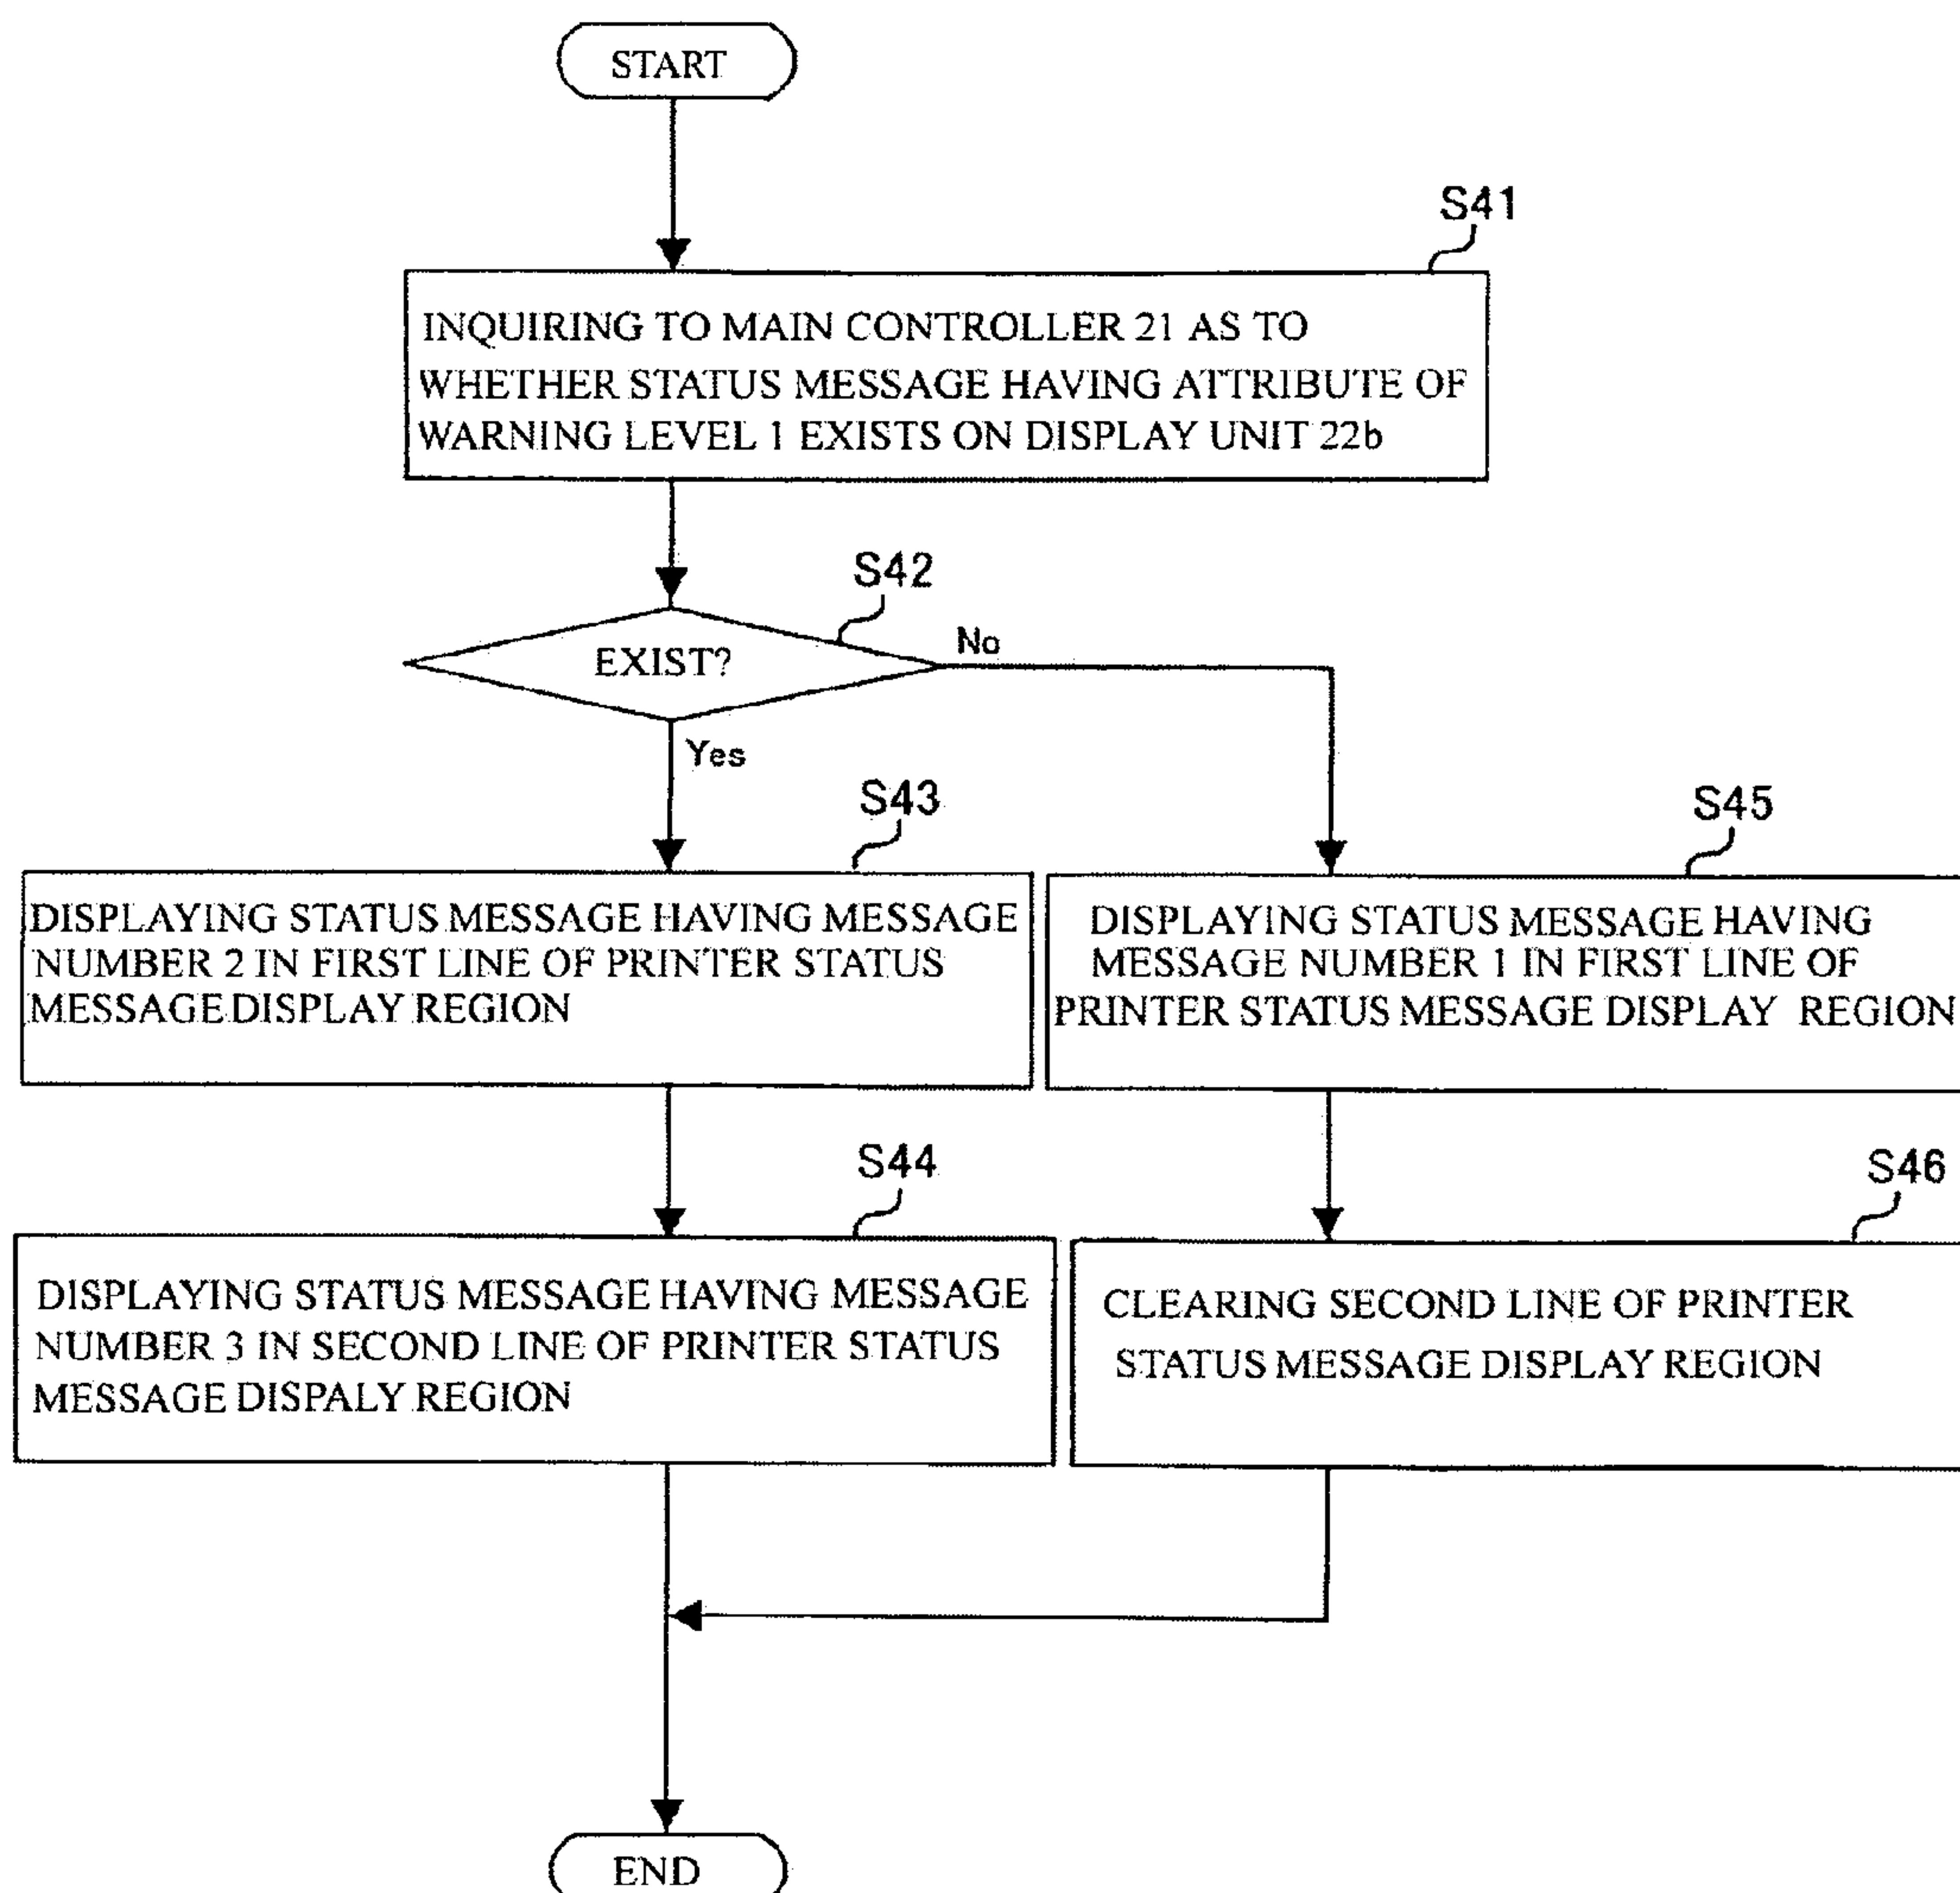 START
S41
INQUIRING TO MAIN CONTROLLER 21 AS TO
WHETHER STATUS MESSAGE HAVING ATTRIBUTE OF
WARNING LEVEL 1 EXISTS ON DISPLAY UNIT 22b
S42
EXIST?
No
Yes
S43
DISPLAYING STATUS MESSAGE HAVING MESSAGE
NUMBER 2 IN FIRST LINE OF PRINTER STATUS
MESSAGE DISPLAY REGION
S45
DISPLAYING STATUS MESSAGE HAVING
MESSAGE NUMBER 1 IN FIRST LINE OF
PRINTER STATUS MESSAGE DISPLAY REGION
S44
DISPLAYING STATUS MESSAGE HAVING MESSAGE
NUMBER 3 IN SECOND LINE OF PRINTER STATUS
MESSAGE DISPALY REGION
S46
CLEARING SECOND LINE OF PRINTER
STATUS MESSAGE DISPLAY REGION
END